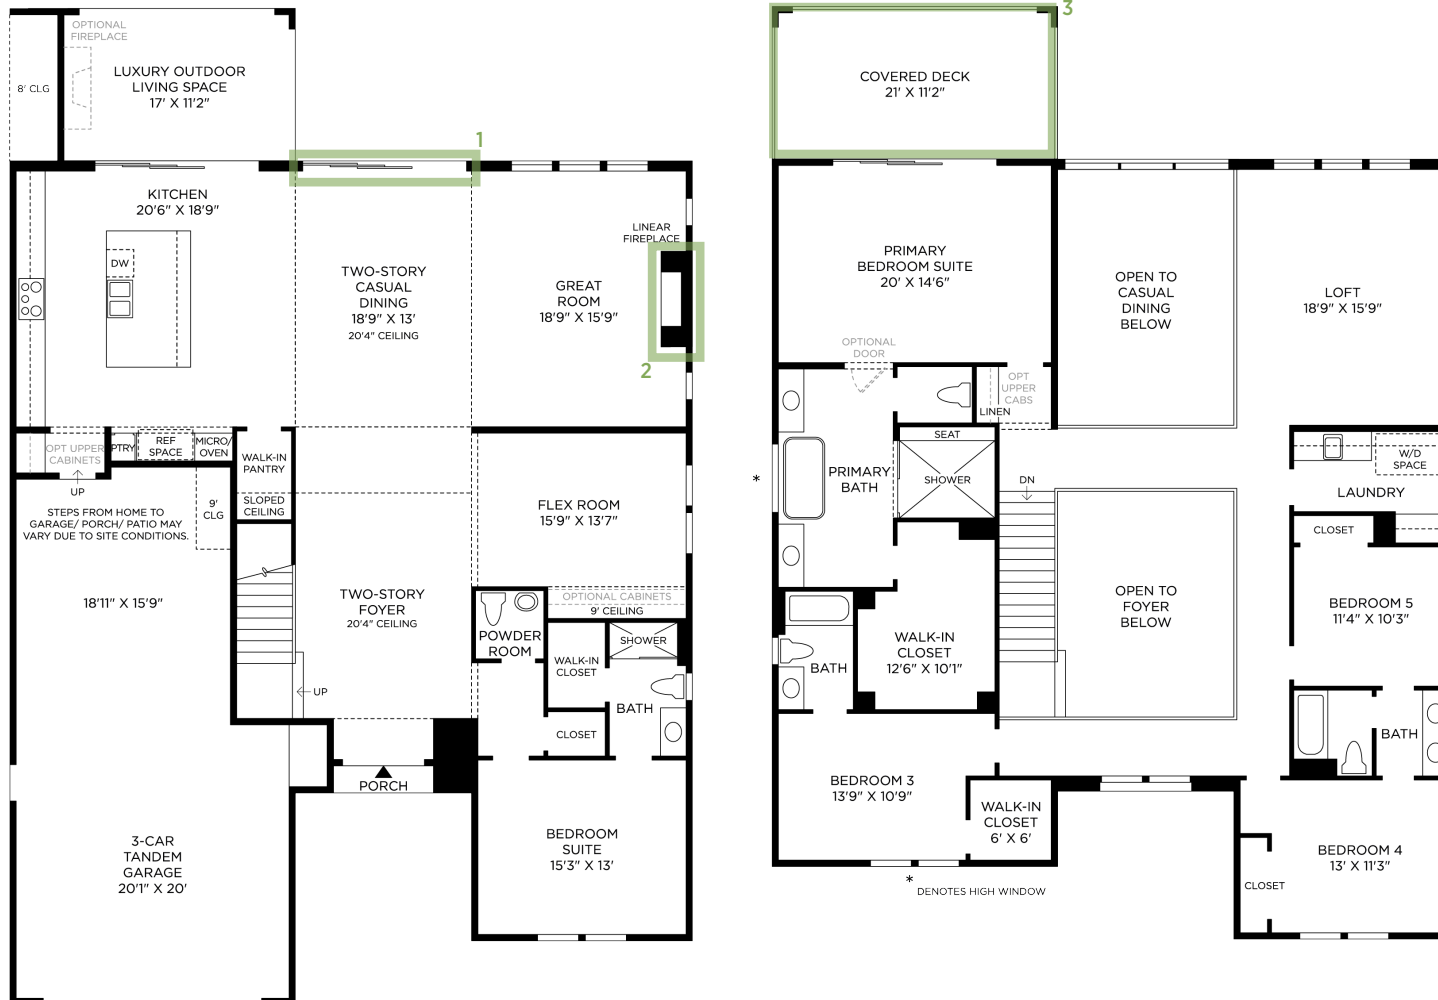 OPTIONAL
FIREPLACE
8' CLG
LUXURY OUTDOOR
LIVING SPACE
17' X 11'2"
1
KITCHEN
20'6" X 18'9"
DW
TWO-STORY
CASUAL
DINING
18'9" X 13'
20'4" CEILING
LINEAR
FIREPLACE
GREAT
ROOM
18'9" X 15'9"
2
OPT UPPER
CABINETS
PTRY
REF
SPACE
MICRO/
OVEN
WALK-IN
PANTRY
SLOPED
CEILING
UP
9'
CLG
STEPS FROM HOME TO
GARAGE/ PORCH/ PATIO MAY
VARY DUE TO SITE CONDITIONS.
FLEX ROOM
15'9" X 13'7"
OPTIONAL CABINETS
9' CEILING
18'11" X 15'9"
TWO-STORY
FOYER
20'4" CEILING
POWDER
ROOM
WALK-IN
CLOSET
SHOWER
BATH
UP
CLOSET
PORCH
3-CAR
TANDEM
GARAGE
20'1" X 20'
BEDROOM
SUITE
15'3" X 13'
3
COVERED DECK
21' X 11'2"
PRIMARY
BEDROOM SUITE
20' X 14'6"
OPEN TO
CASUAL
DINING
BELOW
LOFT
18'9" X 15'9"
OPTIONAL
DOOR
OPT
UPPER
CABS
LINEN
SEAT
SHOWER
*
PRIMARY
BATH
DN
W/D
SPACE
LAUNDRY
CLOSET
OPEN TO
FOYER
BELOW
BEDROOM 5
11'4" X 10'3"
WALK-IN
CLOSET
12'6" X 10'1"
BATH
BATH
BEDROOM 3
13'9" X 10'9"
WALK-IN
CLOSET
6' X 6'
BEDROOM 4
13' X 11'3"
CLOSET
* DENOTES HIGH WINDOW